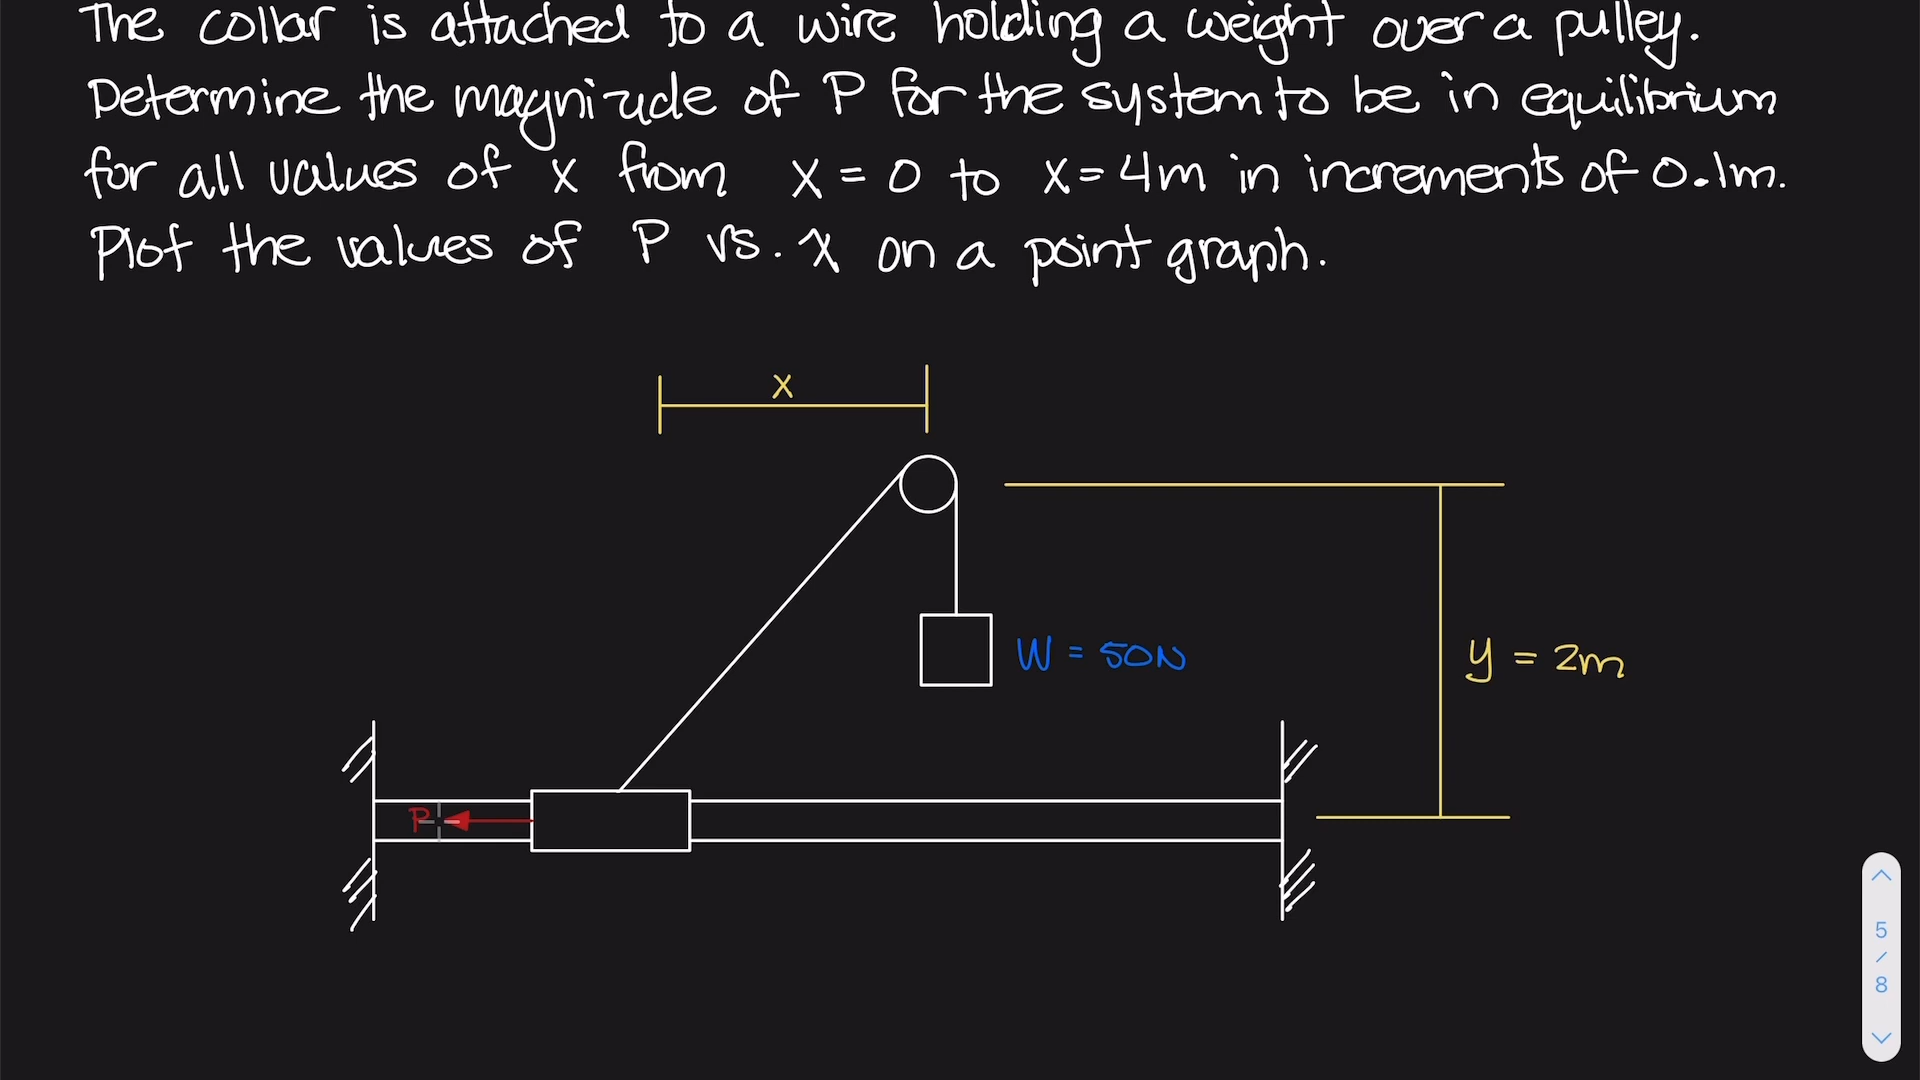 The collar is attached to a wire holding a weight over a pulley.
Determine the magnitude of P for the system to be in equilibrium
for all values of x from x = 0 to x = 4m in increments of 0.1m.
Plot the values of P vs. x on a point graph.
x
W = 50N
y = 2m
P
5
/
8